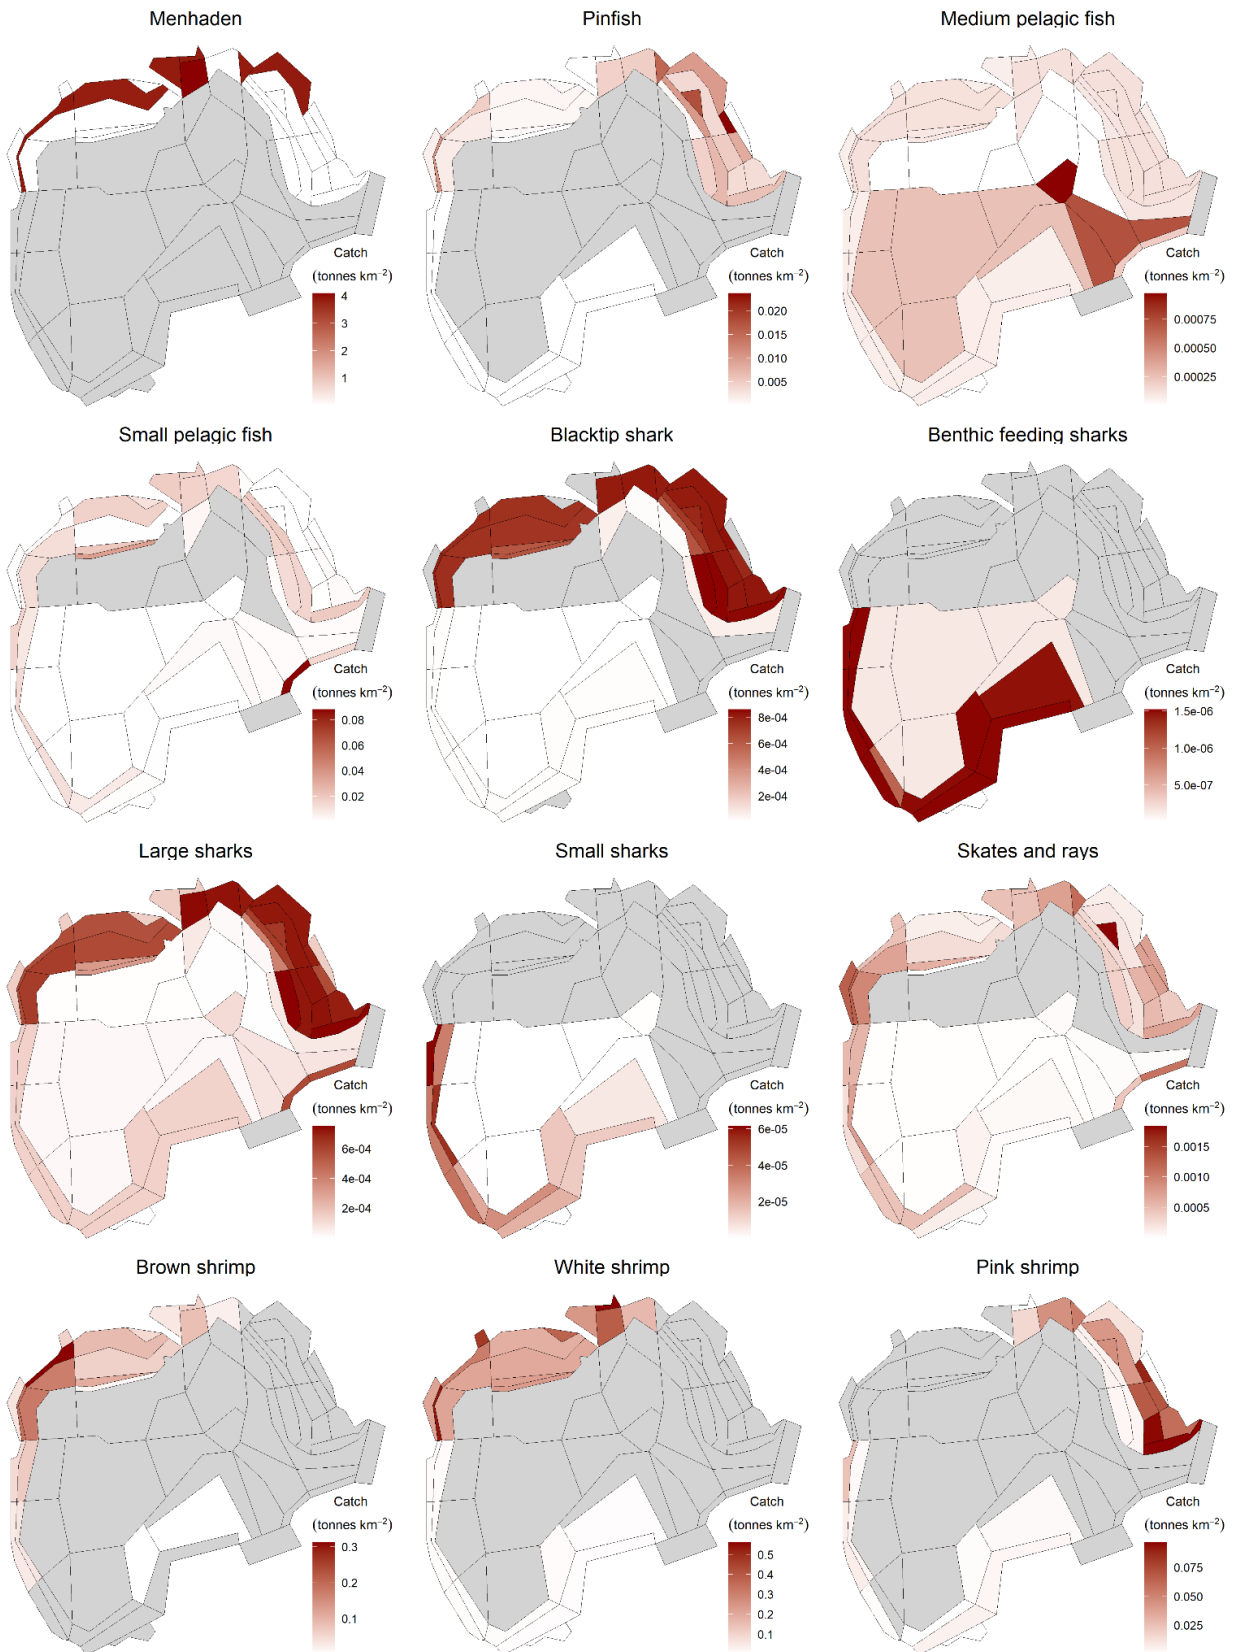 Menhaden
Pinfish
Medium pelagic fish
Catch
(tonnes km⁻²)
4
3
2
1
Catch
(tonnes km⁻²)
0.020
0.015
0.010
0.005
Catch
(tonnes km⁻²)
0.00075
0.00050
0.00025
Small pelagic fish
Blacktip shark
Benthic feeding sharks
Catch
(tonnes km⁻²)
0.08
0.06
0.04
0.02
Catch
(tonnes km⁻²)
8e-04
6e-04
4e-04
2e-04
Catch
(tonnes km⁻²)
1.5e-06
1.0e-06
5.0e-07
Large sharks
Small sharks
Skates and rays
Catch
(tonnes km⁻²)
6e-04
4e-04
2e-04
Catch
(tonnes km⁻²)
6e-05
4e-05
2e-05
Catch
(tonnes km⁻²)
0.0015
0.0010
0.0005
Brown shrimp
White shrimp
Pink shrimp
Catch
(tonnes km⁻²)
0.3
0.2
0.1
Catch
(tonnes km⁻²)
0.5
0.4
0.3
0.2
0.1
Catch
(tonnes km⁻²)
0.075
0.050
0.025